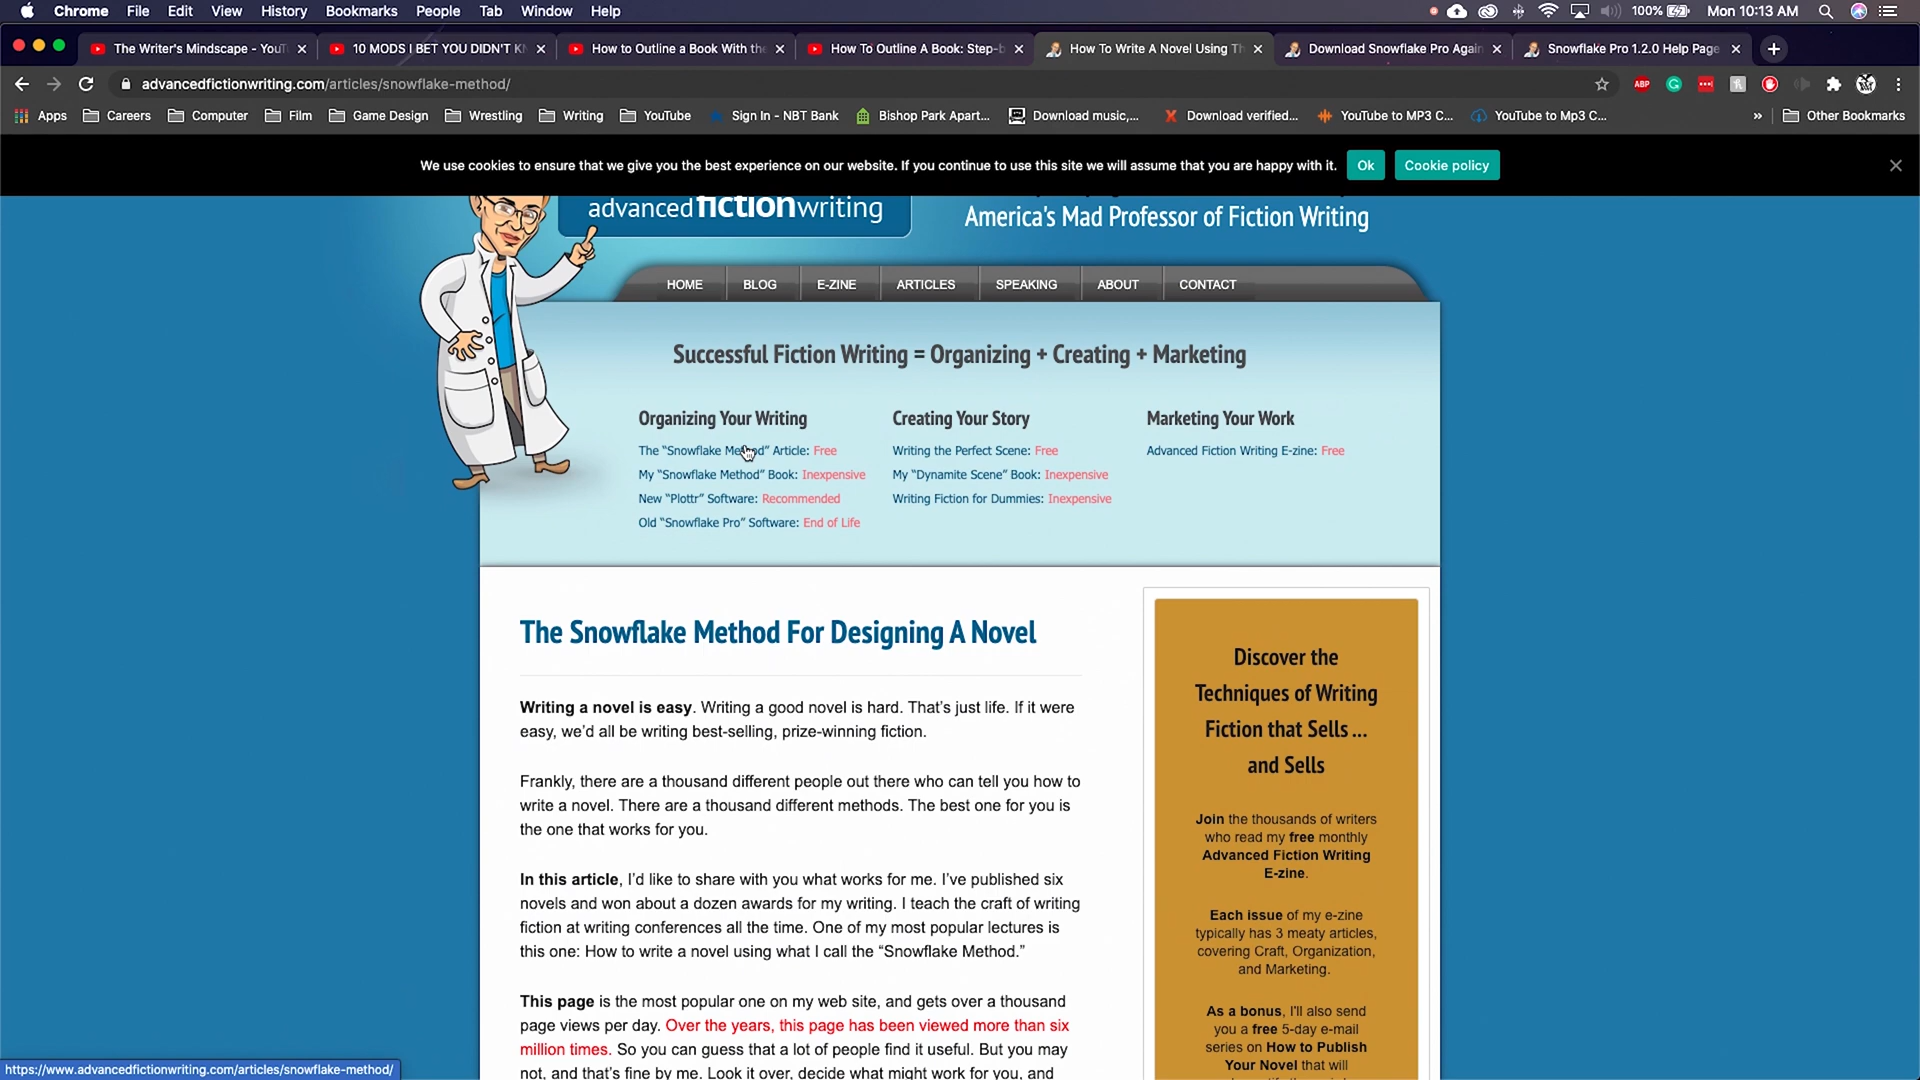 Chrome File Edit View History Bookmarks People Tab Window Help 100% Mon 10:13 AM
The Writer's Mindscape - YouT
10 MODS I BET YOU DIDN'T K
How to Outline a Book With the
How To Outline A Book: Step-b
How To Write A Novel Using Th
Download Snowflake Pro Again
Snowflake Pro 1.2.0 Help Page
advancedfictionwriting.com/articles/snowflake-method/
ABP
Apps Careers Computer Film Game Design Wrestling Writing YouTube Sign In - NBT Bank Bishop Park Apart... Download music,... Download verified... YouTube to MP3 C... YouTube to Mp3 C... » Other Bookmarks
We use cookies to ensure that we give you the best experience on our website. If you continue to use this site we will assume that you are happy with it. Ok Cookie policy
advancedfictionwriting
America's Mad Professor of Fiction Writing
HOME BLOG E-ZINE ARTICLES SPEAKING ABOUT CONTACT
Successful Fiction Writing = Organizing + Creating + Marketing
Organizing Your Writing
The “Snowflake Method” Article: Free
My “Snowflake Method” Book: Inexpensive
New “Plottr” Software: Recommended
Old “Snowflake Pro” Software: End of Life
Creating Your Story
Writing the Perfect Scene: Free
My “Dynamite Scene” Book: Inexpensive
Writing Fiction for Dummies: Inexpensive
Marketing Your Work
Advanced Fiction Writing E-zine: Free
The Snowflake Method For Designing A Novel
Writing a novel is easy. Writing a good novel is hard. That’s just life. If it were
easy, we’d all be writing best-selling, prize-winning fiction.
Frankly, there are a thousand different people out there who can tell you how to
write a novel. There are a thousand different methods. The best one for you is
the one that works for you.
In this article, I’d like to share with you what works for me. I’ve published six
novels and won about a dozen awards for my writing. I teach the craft of writing
fiction at writing conferences all the time. One of my most popular lectures is
this one: How to write a novel using what I call the “Snowflake Method.”
This page is the most popular one on my web site, and gets over a thousand
page views per day. Over the years, this page has been viewed more than six
million times. So you can guess that a lot of people find it useful. But you may
not, and that’s fine by me. Look it over, decide what might work for you, and
Discover the
Techniques of Writing
Fiction that Sells ...
and Sells
Join the thousands of writers
who read my free monthly
Advanced Fiction Writing
E-zine.
Each issue of my e-zine
typically has 3 meaty articles,
covering Craft, Organization,
and Marketing.
As a bonus, I'll also send
you a free 5-day e-mail
series on How to Publish
Your Novel that will
https://www.advancedfictionwriting.com/articles/snowflake-method/